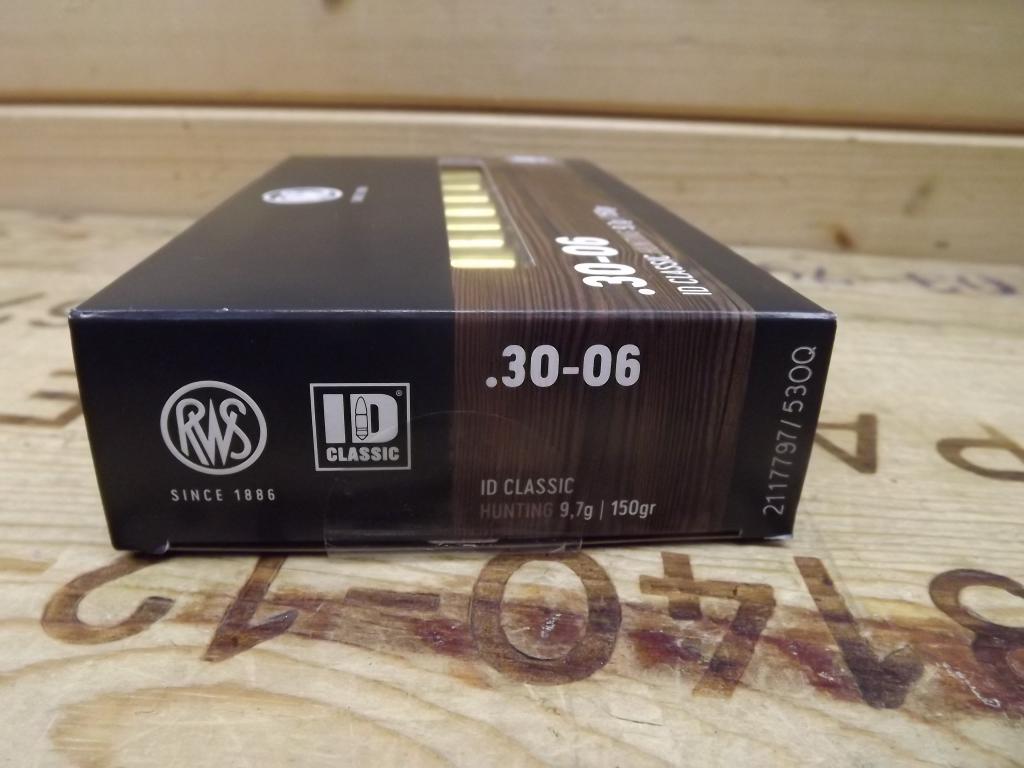 .30-06
ID CLASSIC
RWS
SINCE 1886
ID®
CLASSIC
.30-06
ID CLASSIC
HUNTING 9,7g | 150gr
2117797/530Q